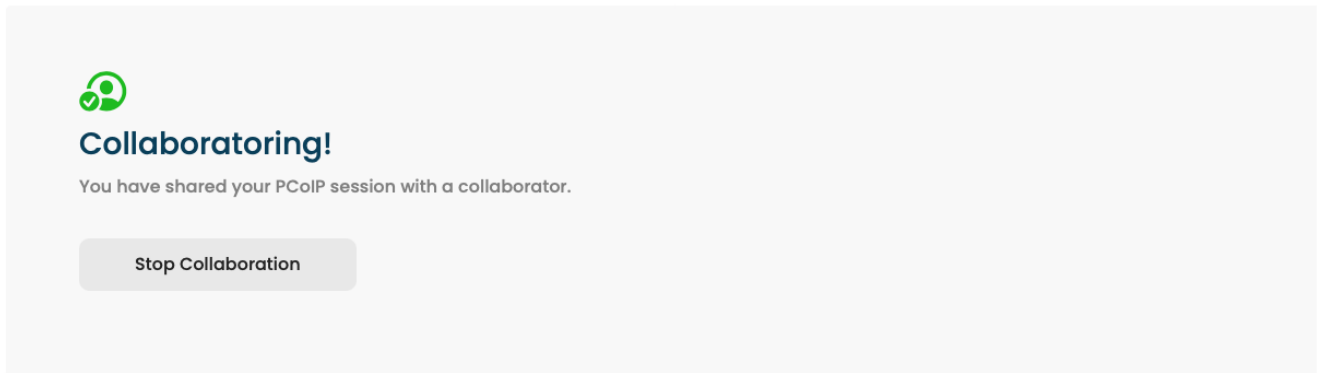 Collaboratoring!
You have shared your PCoIP session with a collaborator.
Stop Collaboration